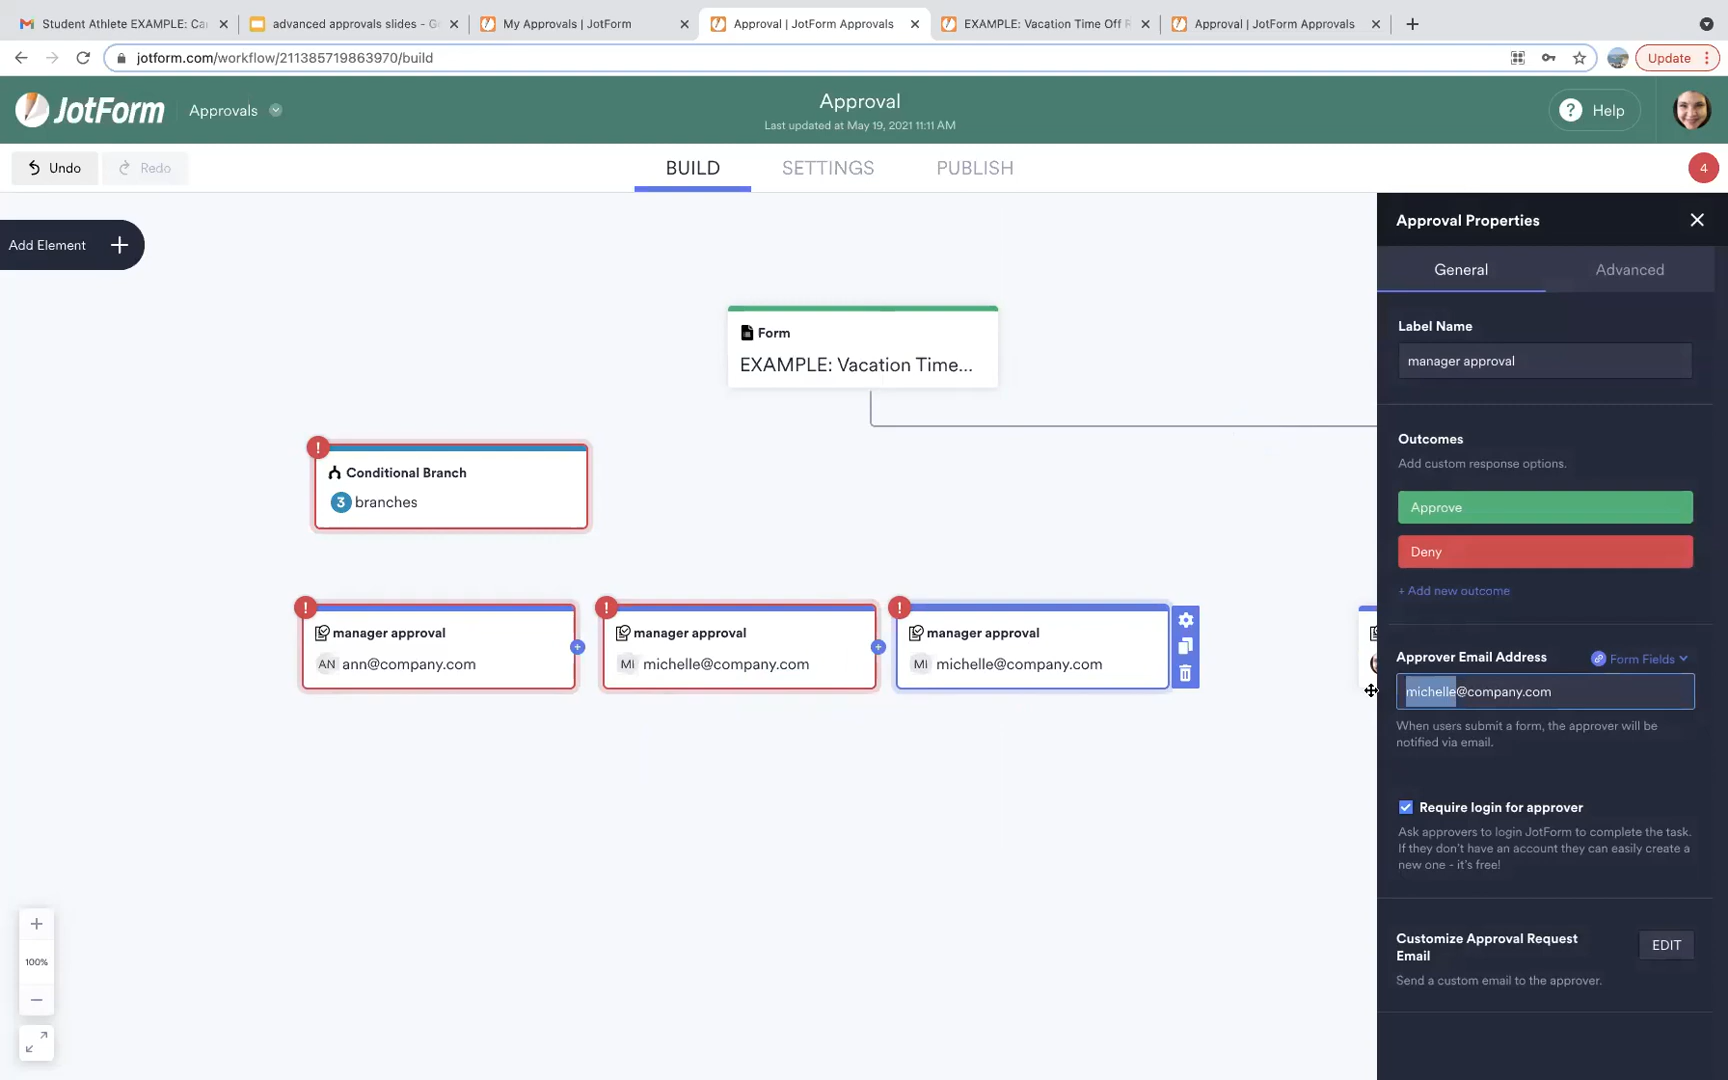 Student Athlete EXAMPLE: Ca
advanced approvals slides - G
My Approvals | JotForm
Approval | JotForm Approvals
EXAMPLE: Vacation Time Off R
Approval | JotForm Approvals
jotform.com/workflow/211385719863970/build
Update
JotForm
Approvals
Approval
Last updated at May 19, 2021 11:11 AM
? Help
Undo
Redo
BUILD
SETTINGS
PUBLISH
4
Add Element +
Form
EXAMPLE: Vacation Time...
!
Conditional Branch
3 branches
!
manager approval
AN ann@company.com
!
manager approval
MI michelle@company.com
!
manager approval
MI michelle@company.com
+
100%
−
Approval Properties
General
Advanced
Label Name
manager approval
Outcomes
Add custom response options.
Approve
Deny
+ Add new outcome
Approver Email Address
Form Fields
michelle@company.com
When users submit a form, the approver will be
notified via email.
Require login for approver
Ask approvers to login JotForm to complete the task.
If they don't have an account they can easily create a
new one - it's free!
Customize Approval Request
Email
EDIT
Send a custom email to the approver.